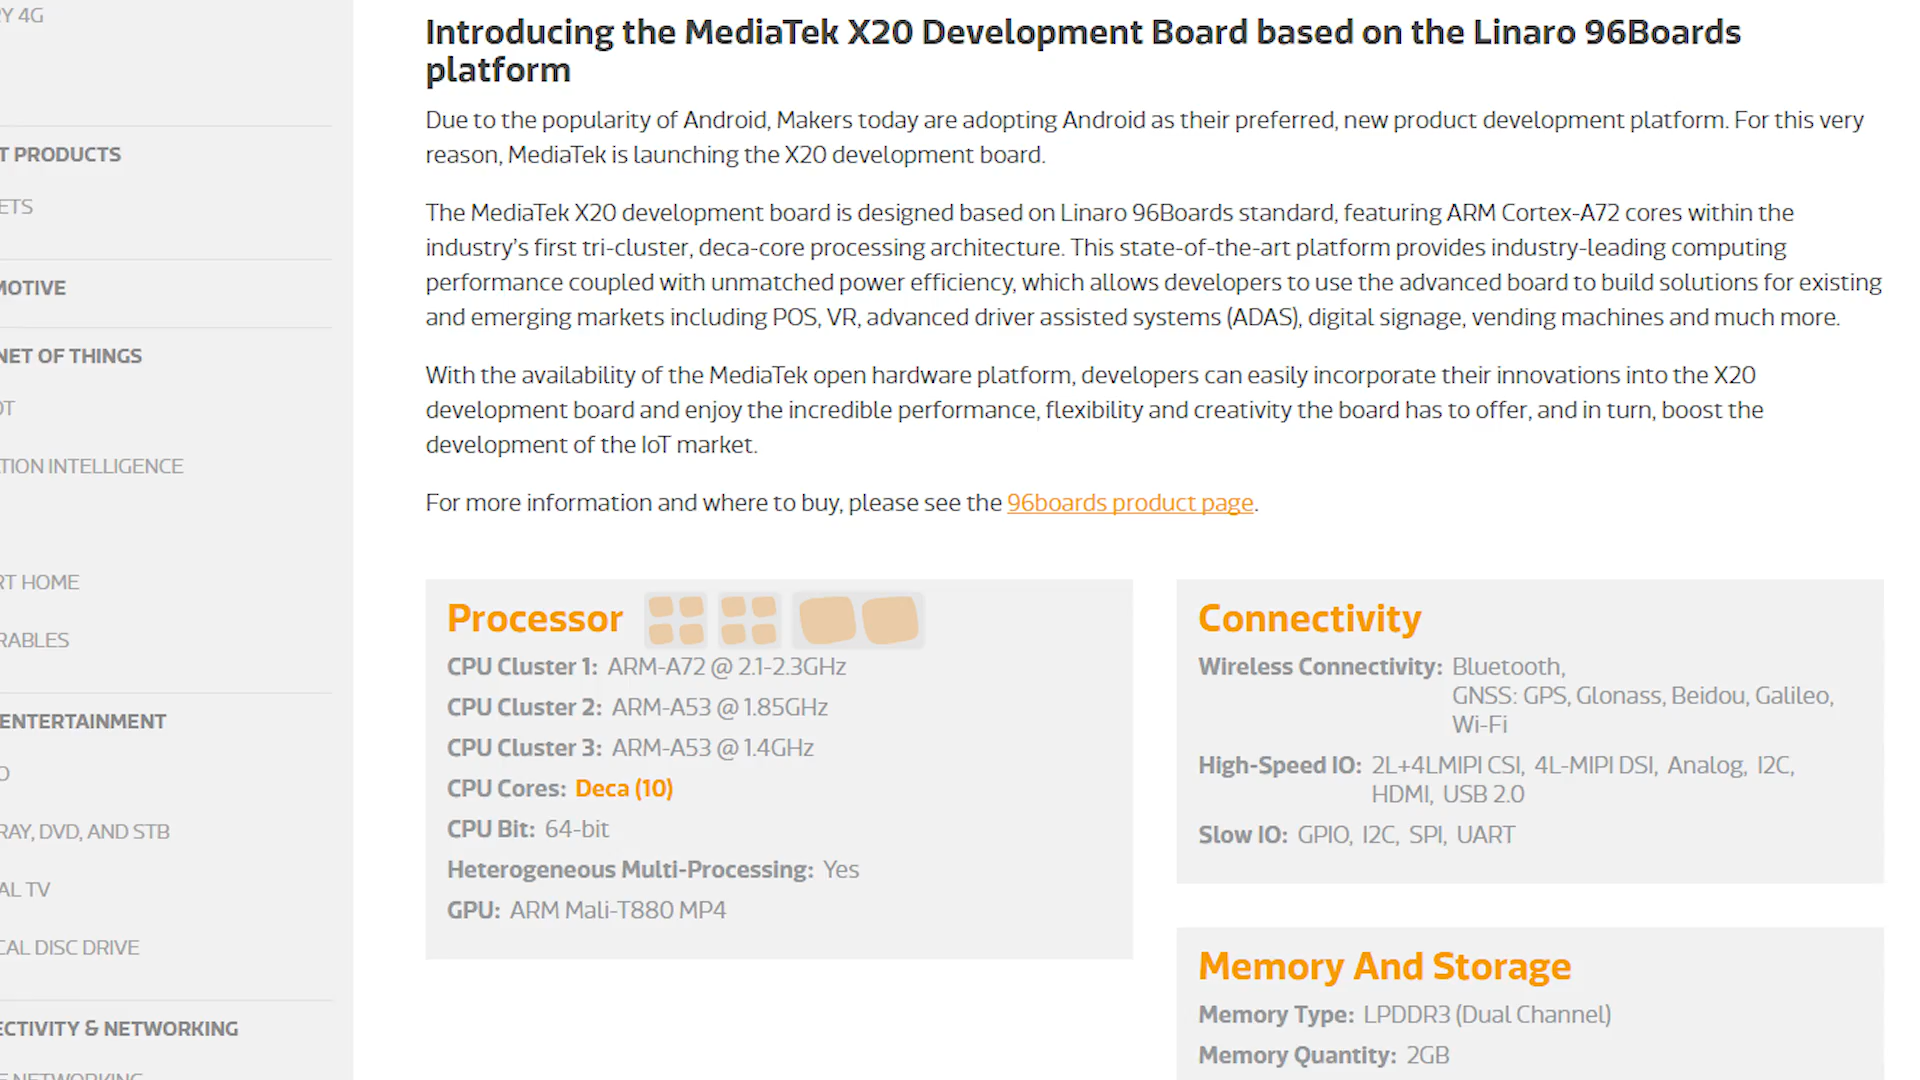 RY 4G
T PRODUCTS
ETS
MOTIVE
NET OF THINGS
OT
TION INTELLIGENCE
RT HOME
RABLES
ENTERTAINMENT
O
RAY, DVD, AND STB
AL TV
CAL DISC DRIVE
ECTIVITY & NETWORKING
E NETWORKING
Introducing the MediaTek X20 Development Board based on the Linaro 96Boards
platform
Due to the popularity of Android, Makers today are adopting Android as their preferred, new product development platform. For this very
reason, MediaTek is launching the X20 development board.
The MediaTek X20 development board is designed based on Linaro 96Boards standard, featuring ARM Cortex-A72 cores within the
industry's first tri-cluster, deca-core processing architecture. This state-of-the-art platform provides industry-leading computing
performance coupled with unmatched power efficiency, which allows developers to use the advanced board to build solutions for existing
and emerging markets including POS, VR, advanced driver assisted systems (ADAS), digital signage, vending machines and much more.
With the availability of the MediaTek open hardware platform, developers can easily incorporate their innovations into the X20
development board and enjoy the incredible performance, flexibility and creativity the board has to offer, and in turn, boost the
development of the IoT market.
For more information and where to buy, please see the 96boards product page.
Processor
CPU Cluster 1: ARM-A72 @ 2.1-2.3GHz
CPU Cluster 2: ARM-A53 @ 1.85GHz
CPU Cluster 3: ARM-A53 @ 1.4GHz
CPU Cores: Deca (10)
CPU Bit: 64-bit
Heterogeneous Multi-Processing: Yes
GPU: ARM Mali-T880 MP4
Connectivity
Wireless Connectivity: Bluetooth,
GNSS: GPS, Glonass, Beidou, Galileo,
Wi-Fi
High-Speed IO: 2L+4LMIPI CSI, 4L-MIPI DSI, Analog, I2C,
HDMI, USB 2.0
Slow IO: GPIO, I2C, SPI, UART
Memory And Storage
Memory Type: LPDDR3 (Dual Channel)
Memory Quantity: 2GB